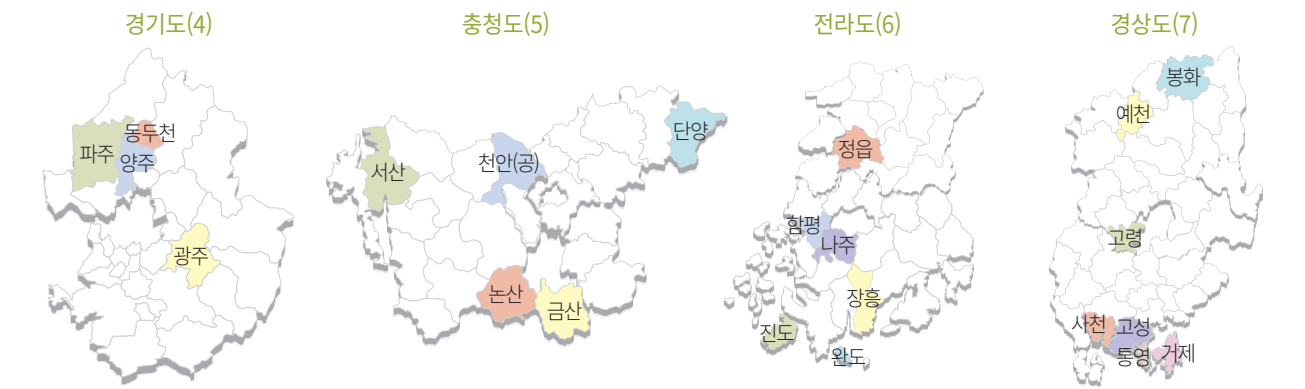 경기도(4)
동두천
파주
양주
광주
충청도(5)
단양
서산
천안(공)
논산
금산
전라도(6)
정읍
함평
나주
장흥
진도
완도
경상도(7)
봉화
예천
고령
사천
고성
통영
거제